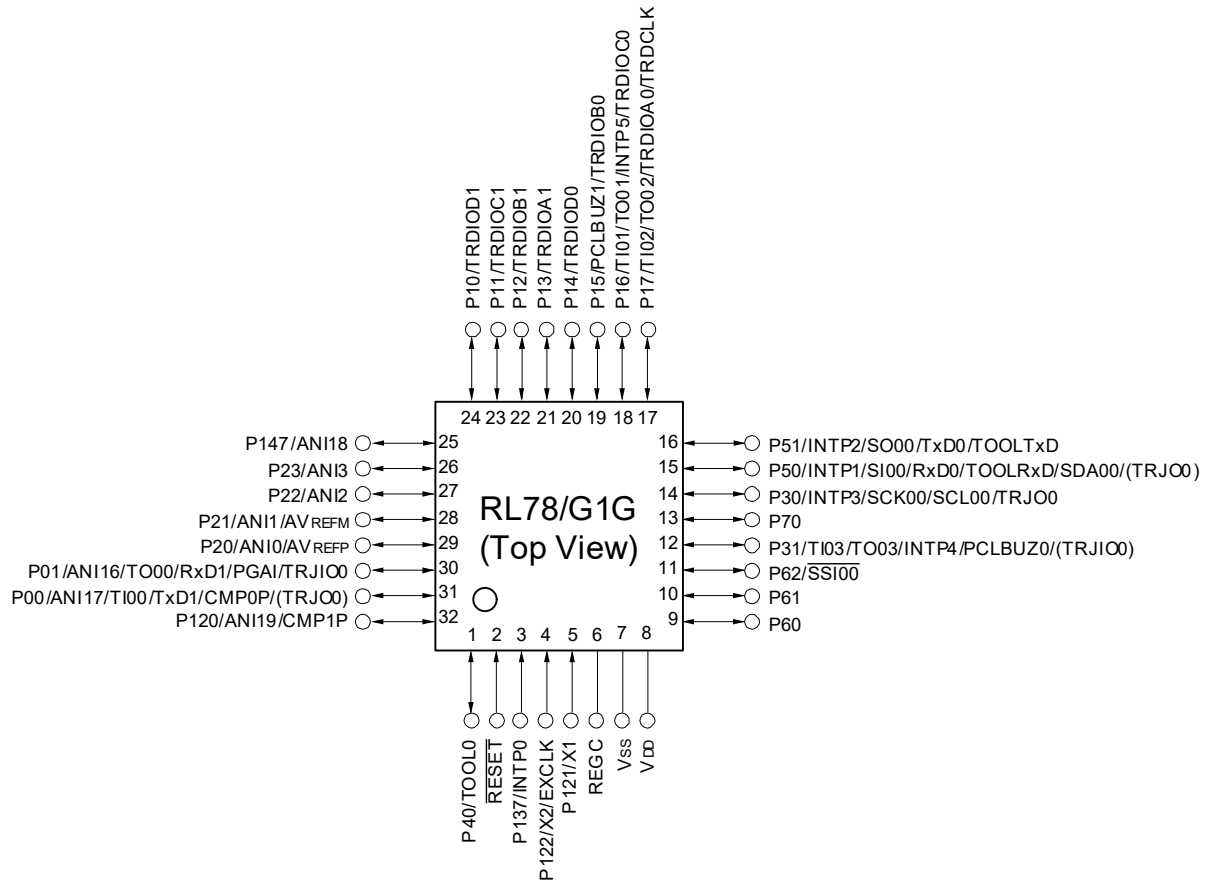 P10/TRDIOD1
P11/TRDIOC1
P12/TRDIOB1
P13/TRDIOA1
P14/TRDIOD0
P15/PCLBUZ1/TRDIOB0
P16/TI01/TO01/INTP5/TRDIOC0
P17/TI02/TO02/TRDIOA0/TRDCLK
24 23 22 21 20 19 18 17
P147/ANI18 25
P23/ANI3 26
P22/ANI2 27
P21/ANI1/AVREFM 28
P20/ANI0/AVREFP 29
P01/ANI16/TO00/RxD1/PGAI/TRJIO0 30
P00/ANI17/TI00/TxD1/CMP0P/(TRJO0) 31
P120/ANI19/CMP1P 32
RL78/G1G
(Top View)
16 P51/INTP2/SO00/TxD0/TOOLTxD
15 P50/INTP1/SI00/RxD0/TOOLRxD/SDA00/(TRJO0)
14 P30/INTP3/SCK00/SCL00/TRJO0
13 P70
12 P31/TI03/TO03/INTP4/PCLBUZ0/(TRJIO0)
11 P62/SSI00
10 P61
9 P60
1 2 3 4 5 6 7 8
P40/TOOL0
RESET
P137/INTP0
P122/X2/EXCLK
P121/X1
REGC
VSS
VDD